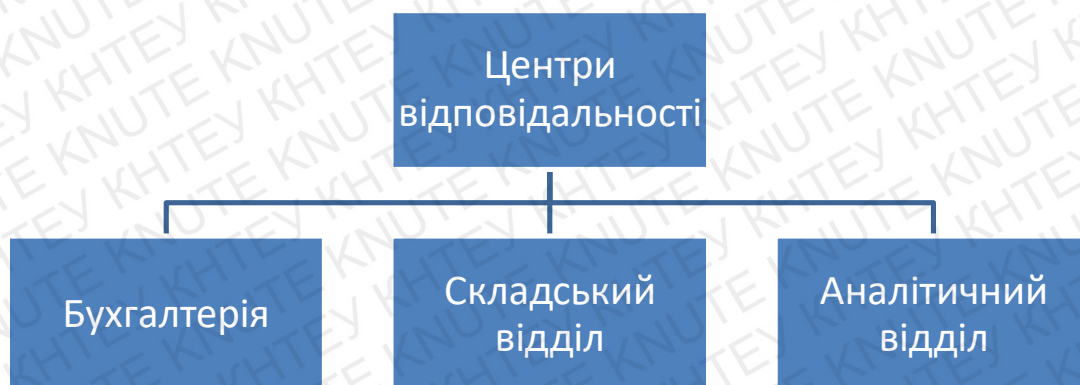 Центри
відповідальності
Бухгалтерія
Складський
відділ
Аналітичний
відділ